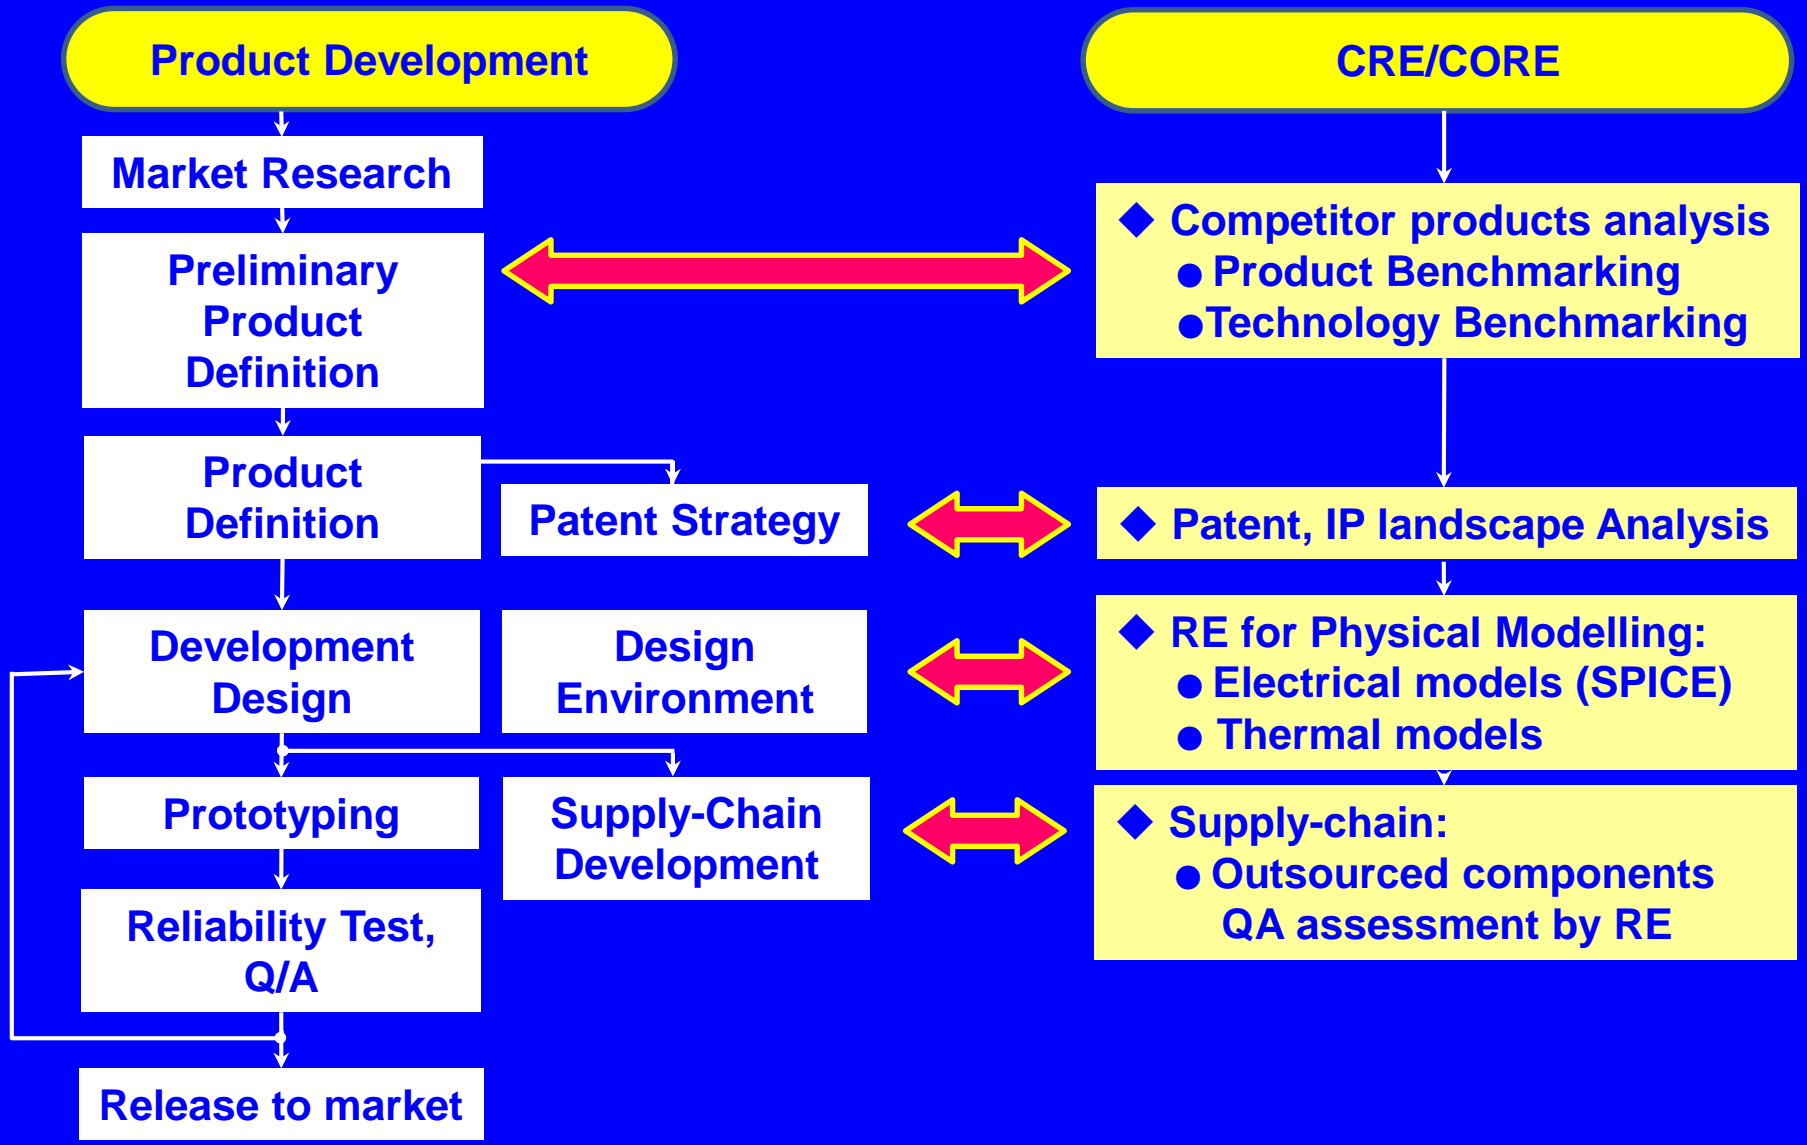 Product Development
Market Research
Preliminary
Product
Definition
Product
Definition
Patent Strategy
Development
Design
Design
Environment
Prototyping
Supply-Chain
Development
Reliability Test,
Q/A
Release to market
CRE/CORE
◆ Competitor products analysis
● Product Benchmarking
●Technology Benchmarking
◆ Patent, IP landscape Analysis
◆ RE for Physical Modelling:
● Electrical models (SPICE)
● Thermal models
◆ Supply-chain:
● Outsourced components
QA assessment by RE